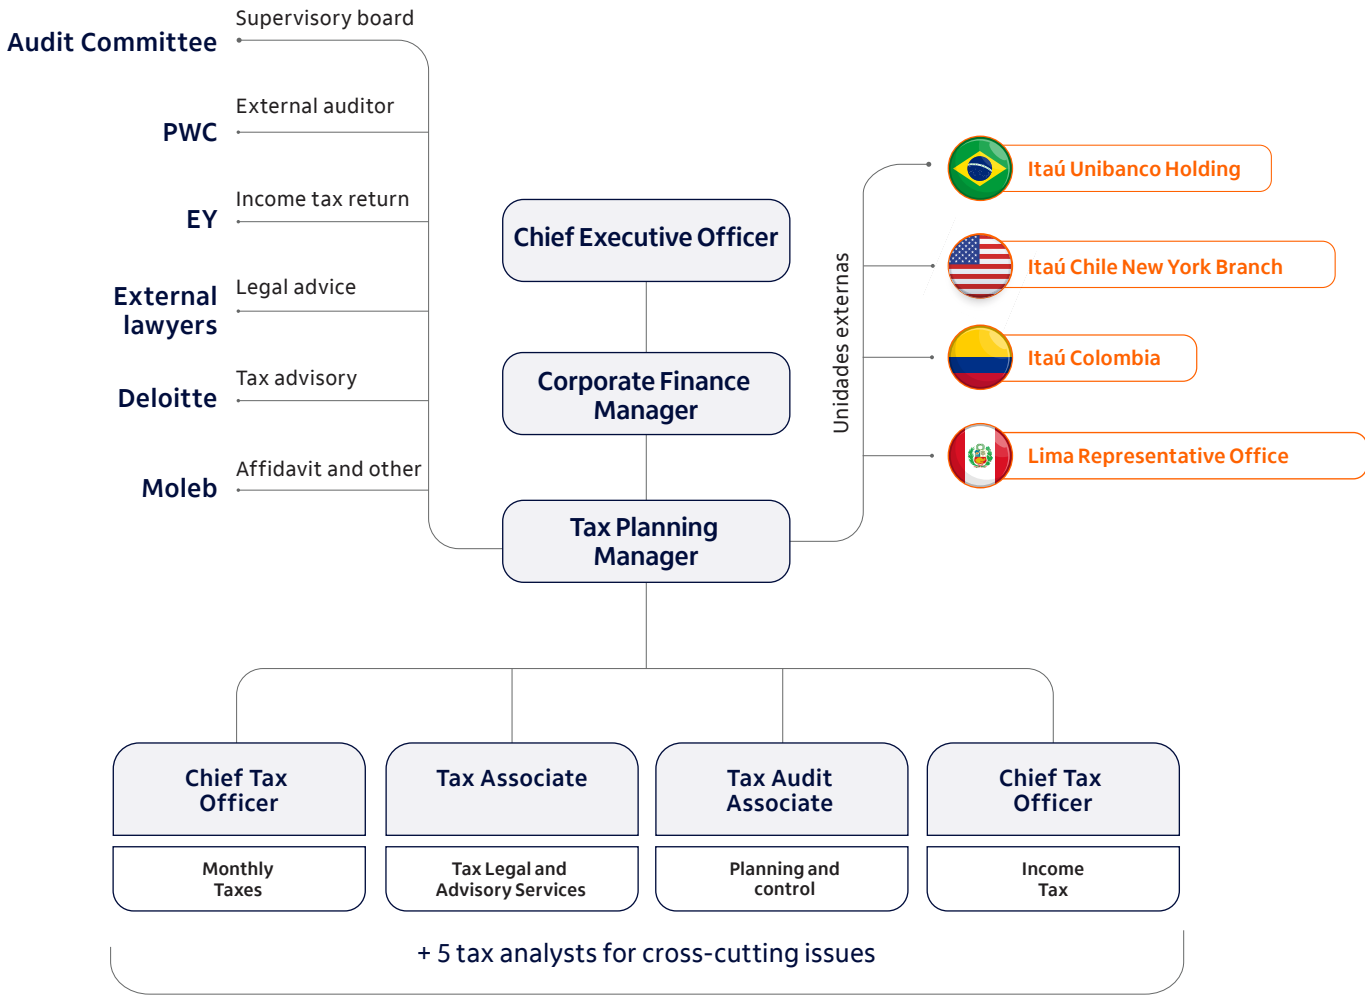 Supervisory board
Audit Committee
External auditor
PWC
Income tax return
EY
Legal advice
External
lawyers
Tax advisory
Deloitte
Affidavit and other
Moleb
Chief Executive Officer
Corporate Finance
Manager
Tax Planning
Manager
Unidades externas
Itaú Unibanco Holding
Itaú Chile New York Branch
Itaú Colombia
Lima Representative Office
Chief Tax
Officer
Monthly
Taxes
Tax Associate
Tax Legal and
Advisory Services
Tax Audit
Associate
Planning and
control
Chief Tax
Officer
Income
Tax
+ 5 tax analysts for cross-cutting issues